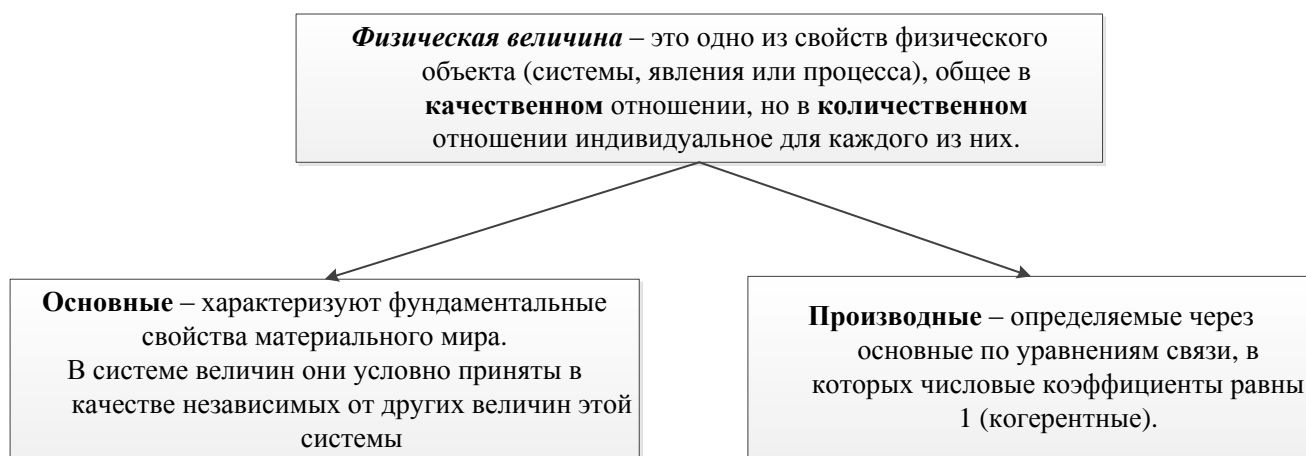 Физическая величина – это одно из свойств физического
объекта (системы, явления или процесса), общее в
качественном отношении, но в количественном
отношении индивидуальное для каждого из них.
Основные – характеризуют фундаментальные
свойства материального мира.
В системе величин они условно приняты в
качестве независимых от других величин этой
системы
Производные – определяемые через
основные по уравнениям связи, в
которых числовые коэффициенты равны
1 (когерентные).